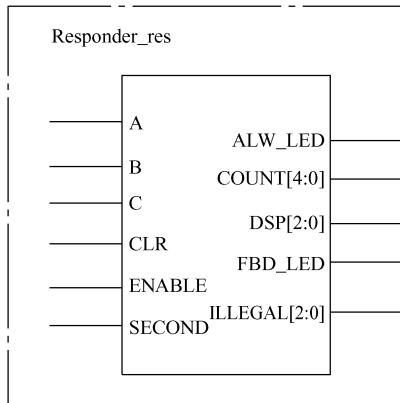 Responder_res
A
B
C
CLR
ENABLE
SECOND
ALW_LED
COUNT[4:0]
DSP[2:0]
FBD_LED
ILLEGAL[2:0]